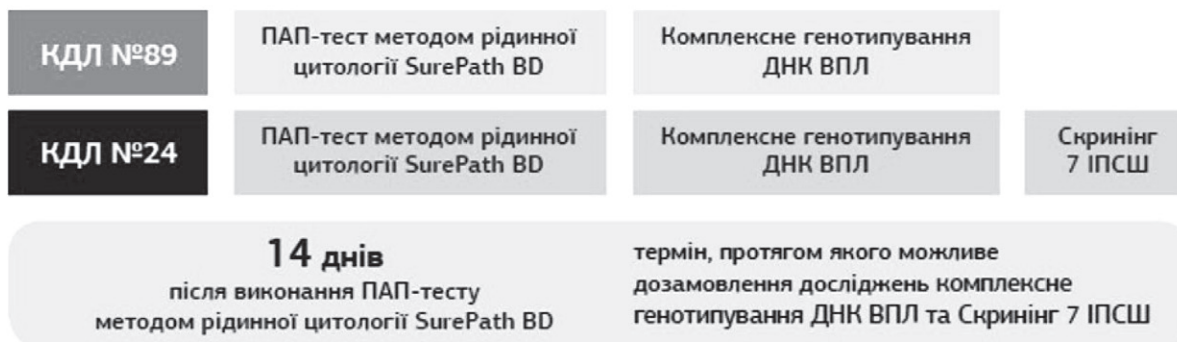 КДЛ №89
ПАП-тест методом рідинної
цитології SurePath BD
Комплексне генотипування
ДНК ВПЛ
КДЛ №24
ПАП-тест методом рідинної
цитології SurePath BD
Комплексне генотипування
ДНК ВПЛ
Скринінг
7 ІПСШ
14 днів
після виконання ПАП-тесту
методом рідинної цитології SurePath BD
термін, протягом якого можливе
дозамовлення досліджень комплексне
генотипування ДНК ВПЛ та Скринінг 7 ІПСШ